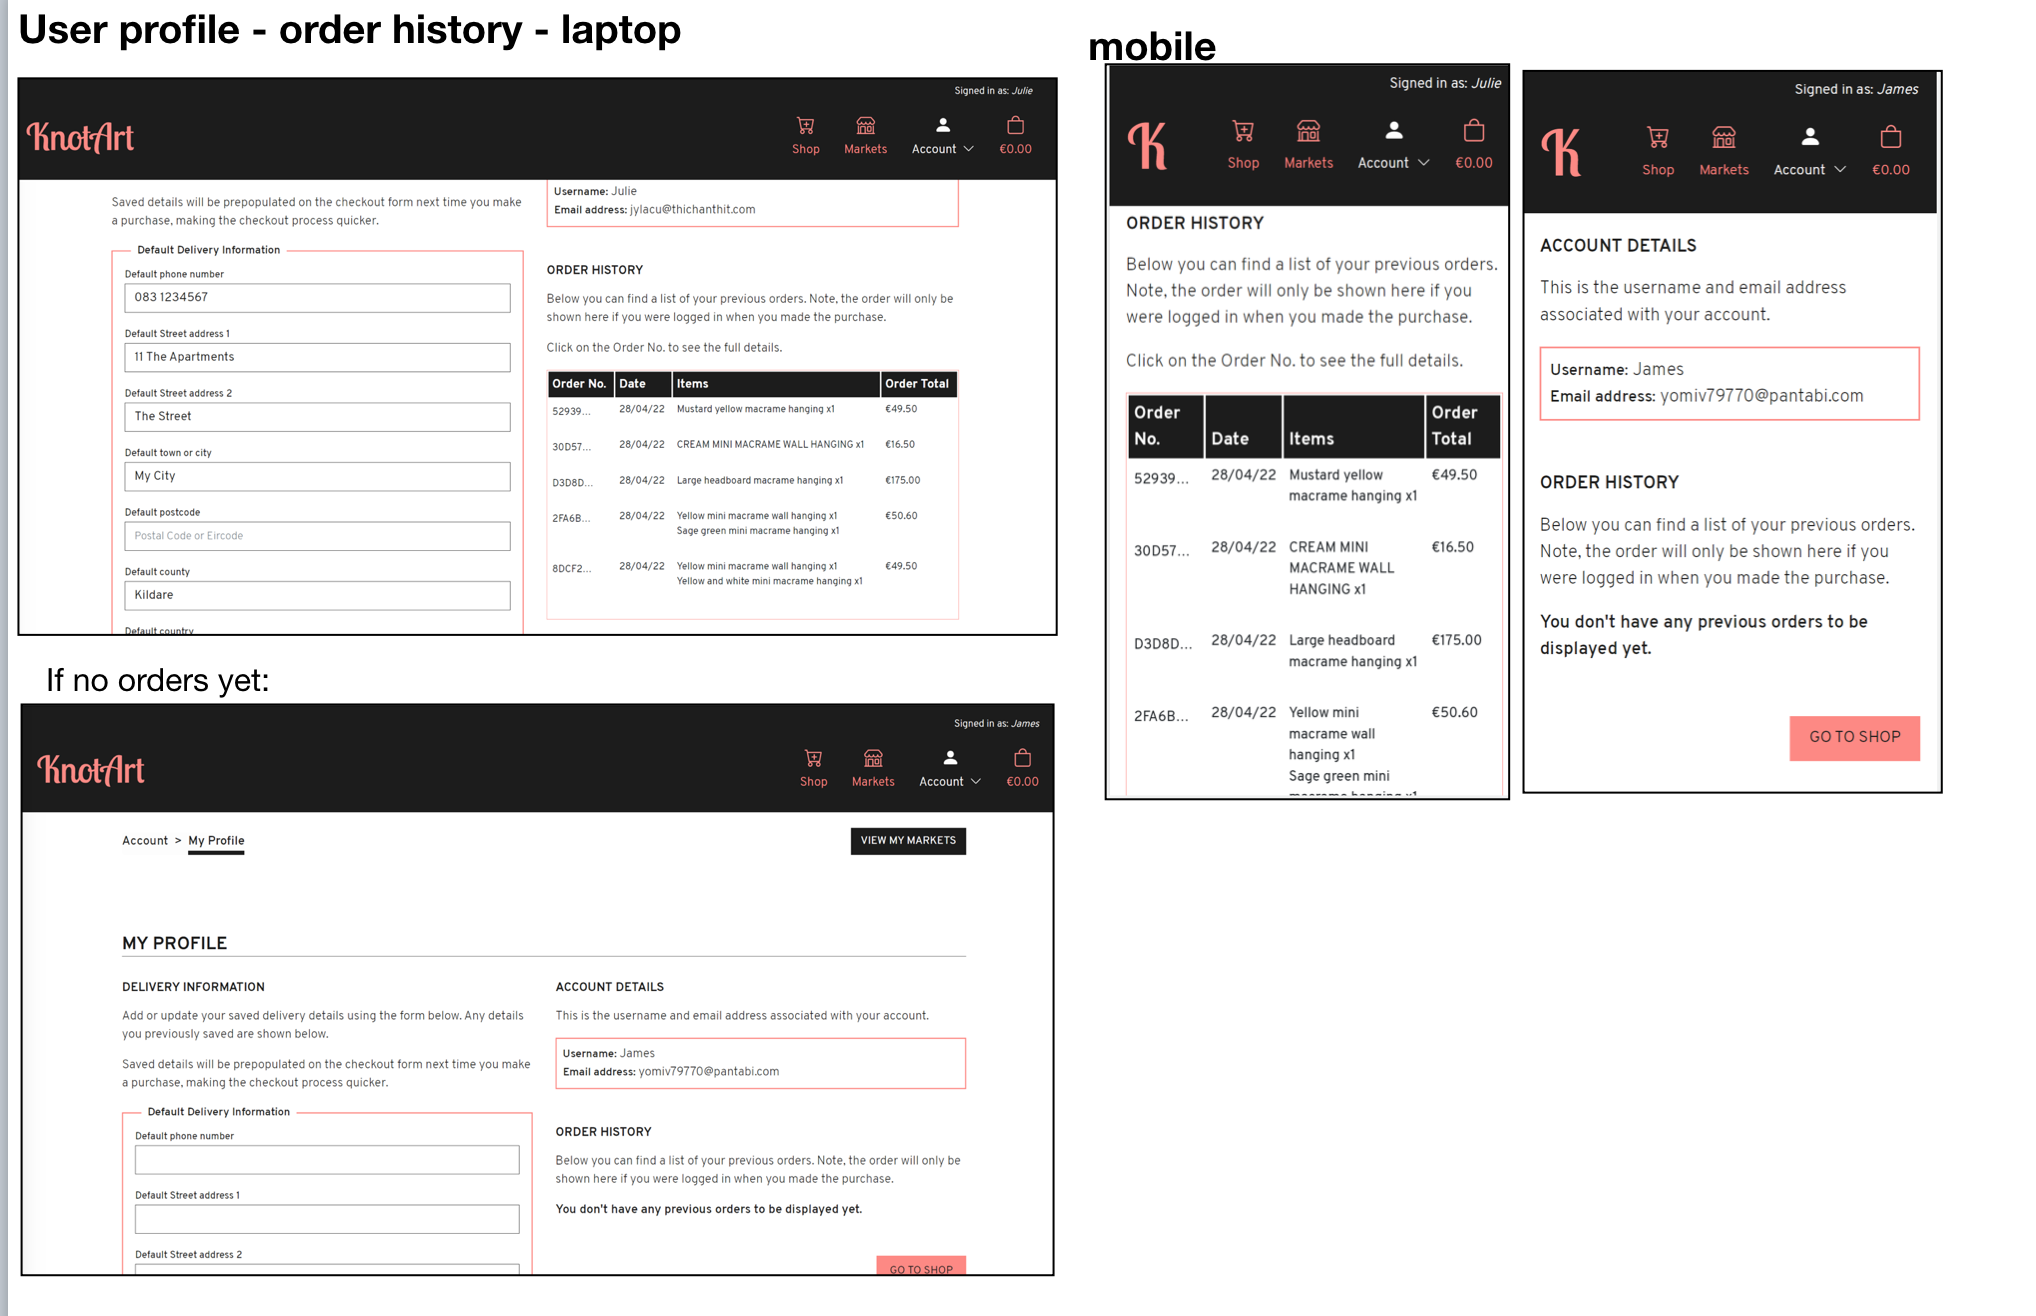 User profile - order history - laptop
Signed in as: Julie
KnotArt
Shop
Markets
Account
€0.00
Saved details will be prepopulated on the checkout form next time you make
a purchase, making the checkout process quicker.
Default Delivery Information
Default phone number
083 1234567
Default Street address 1
11 The Apartments
Default Street address 2
The Street
Default town or city
My City
Default postcode
Postal Code or Eircode
Default county
Kildare
Default country
Username: Julie
Email address: jylacu@thichanthit.com
ORDER HISTORY
Below you can find a list of your previous orders. Note, the order will only be
shown here if you were logged in when you made the purchase.
Click on the Order No. to see the full details.
Order No. Date Items Order Total
52939... 28/04/22 Mustard yellow macrame hanging x1 €49.50
30D57... 28/04/22 CREAM MINI MACRAME WALL HANGING x1 €16.50
D3D8D... 28/04/22 Large headboard macrame hanging x1 €175.00
2FA6B... 28/04/22 Yellow mini macrame wall hanging x1 €50.60
Sage green mini macrame hanging x1
8DCF2... 28/04/22 Yellow mini macrame wall hanging x1 €49.50
Yellow and white mini macrame hanging x1
If no orders yet:
Signed in as: James
KnotArt
Shop
Markets
Account
€0.00
Account > My Profile
VIEW MY MARKETS
MY PROFILE
DELIVERY INFORMATION
Add or update your saved delivery details using the form below. Any details
you previously saved are shown below.
Saved details will be prepopulated on the checkout form next time you make
a purchase, making the checkout process quicker.
Default Delivery Information
Default phone number
Default Street address 1
Default Street address 2
ACCOUNT DETAILS
This is the username and email address associated with your account.
Username: James
Email address: yomiv79770@pantabi.com
ORDER HISTORY
Below you can find a list of your previous orders. Note, the order will only be
shown here if you were logged in when you made the purchase.
You don't have any previous orders to be displayed yet.
GO TO SHOP
mobile
Signed in as: Julie
K
Shop
Markets
Account
€0.00
ORDER HISTORY
Below you can find a list of your previous orders.
Note, the order will only be shown here if you
were logged in when you made the purchase.
Click on the Order No. to see the full details.
Order
No.
Date
Items
Order
Total
52939... 28/04/22 Mustard yellow €49.50
macrame hanging x1
30D57... 28/04/22 CREAM MINI €16.50
MACRAME WALL
HANGING x1
D3D8D... 28/04/22 Large headboard €175.00
macrame hanging x1
2FA6B... 28/04/22 Yellow mini €50.60
macrame wall
hanging x1
Sage green mini
macrame hanging x1
Signed in as: James
K
Shop
Markets
Account
€0.00
ACCOUNT DETAILS
This is the username and email address
associated with your account.
Username: James
Email address: yomiv79770@pantabi.com
ORDER HISTORY
Below you can find a list of your previous orders.
Note, the order will only be shown here if you
were logged in when you made the purchase.
You don't have any previous orders to be
displayed yet.
GO TO SHOP